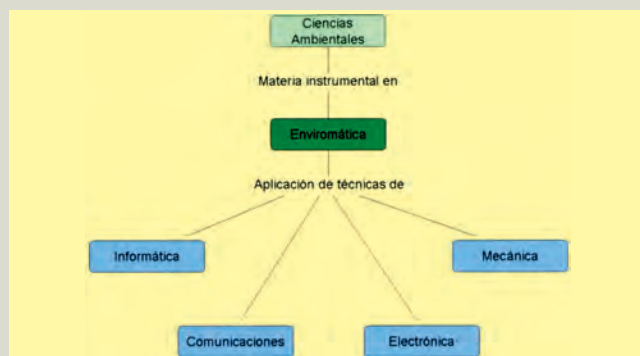 Ciencias
Ambientales
Materia instrumental en
Enviromática
Aplicación de técnicas de
Informática
Mecánica
Comunicaciones
Electrónica